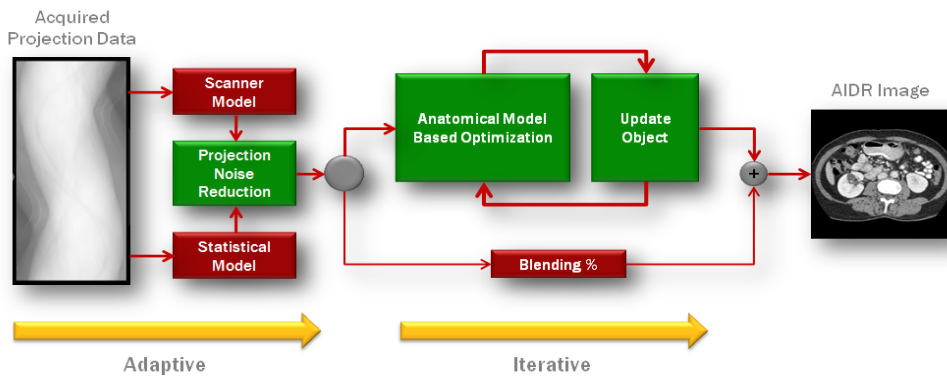 Acquired
Projection Data
Scanner
Model
Projection
Noise
Reduction
Statistical
Model
Anatomical Model
Based Optimization
Update
Object
Blending %
+
AIDR Image
Adaptive
Iterative